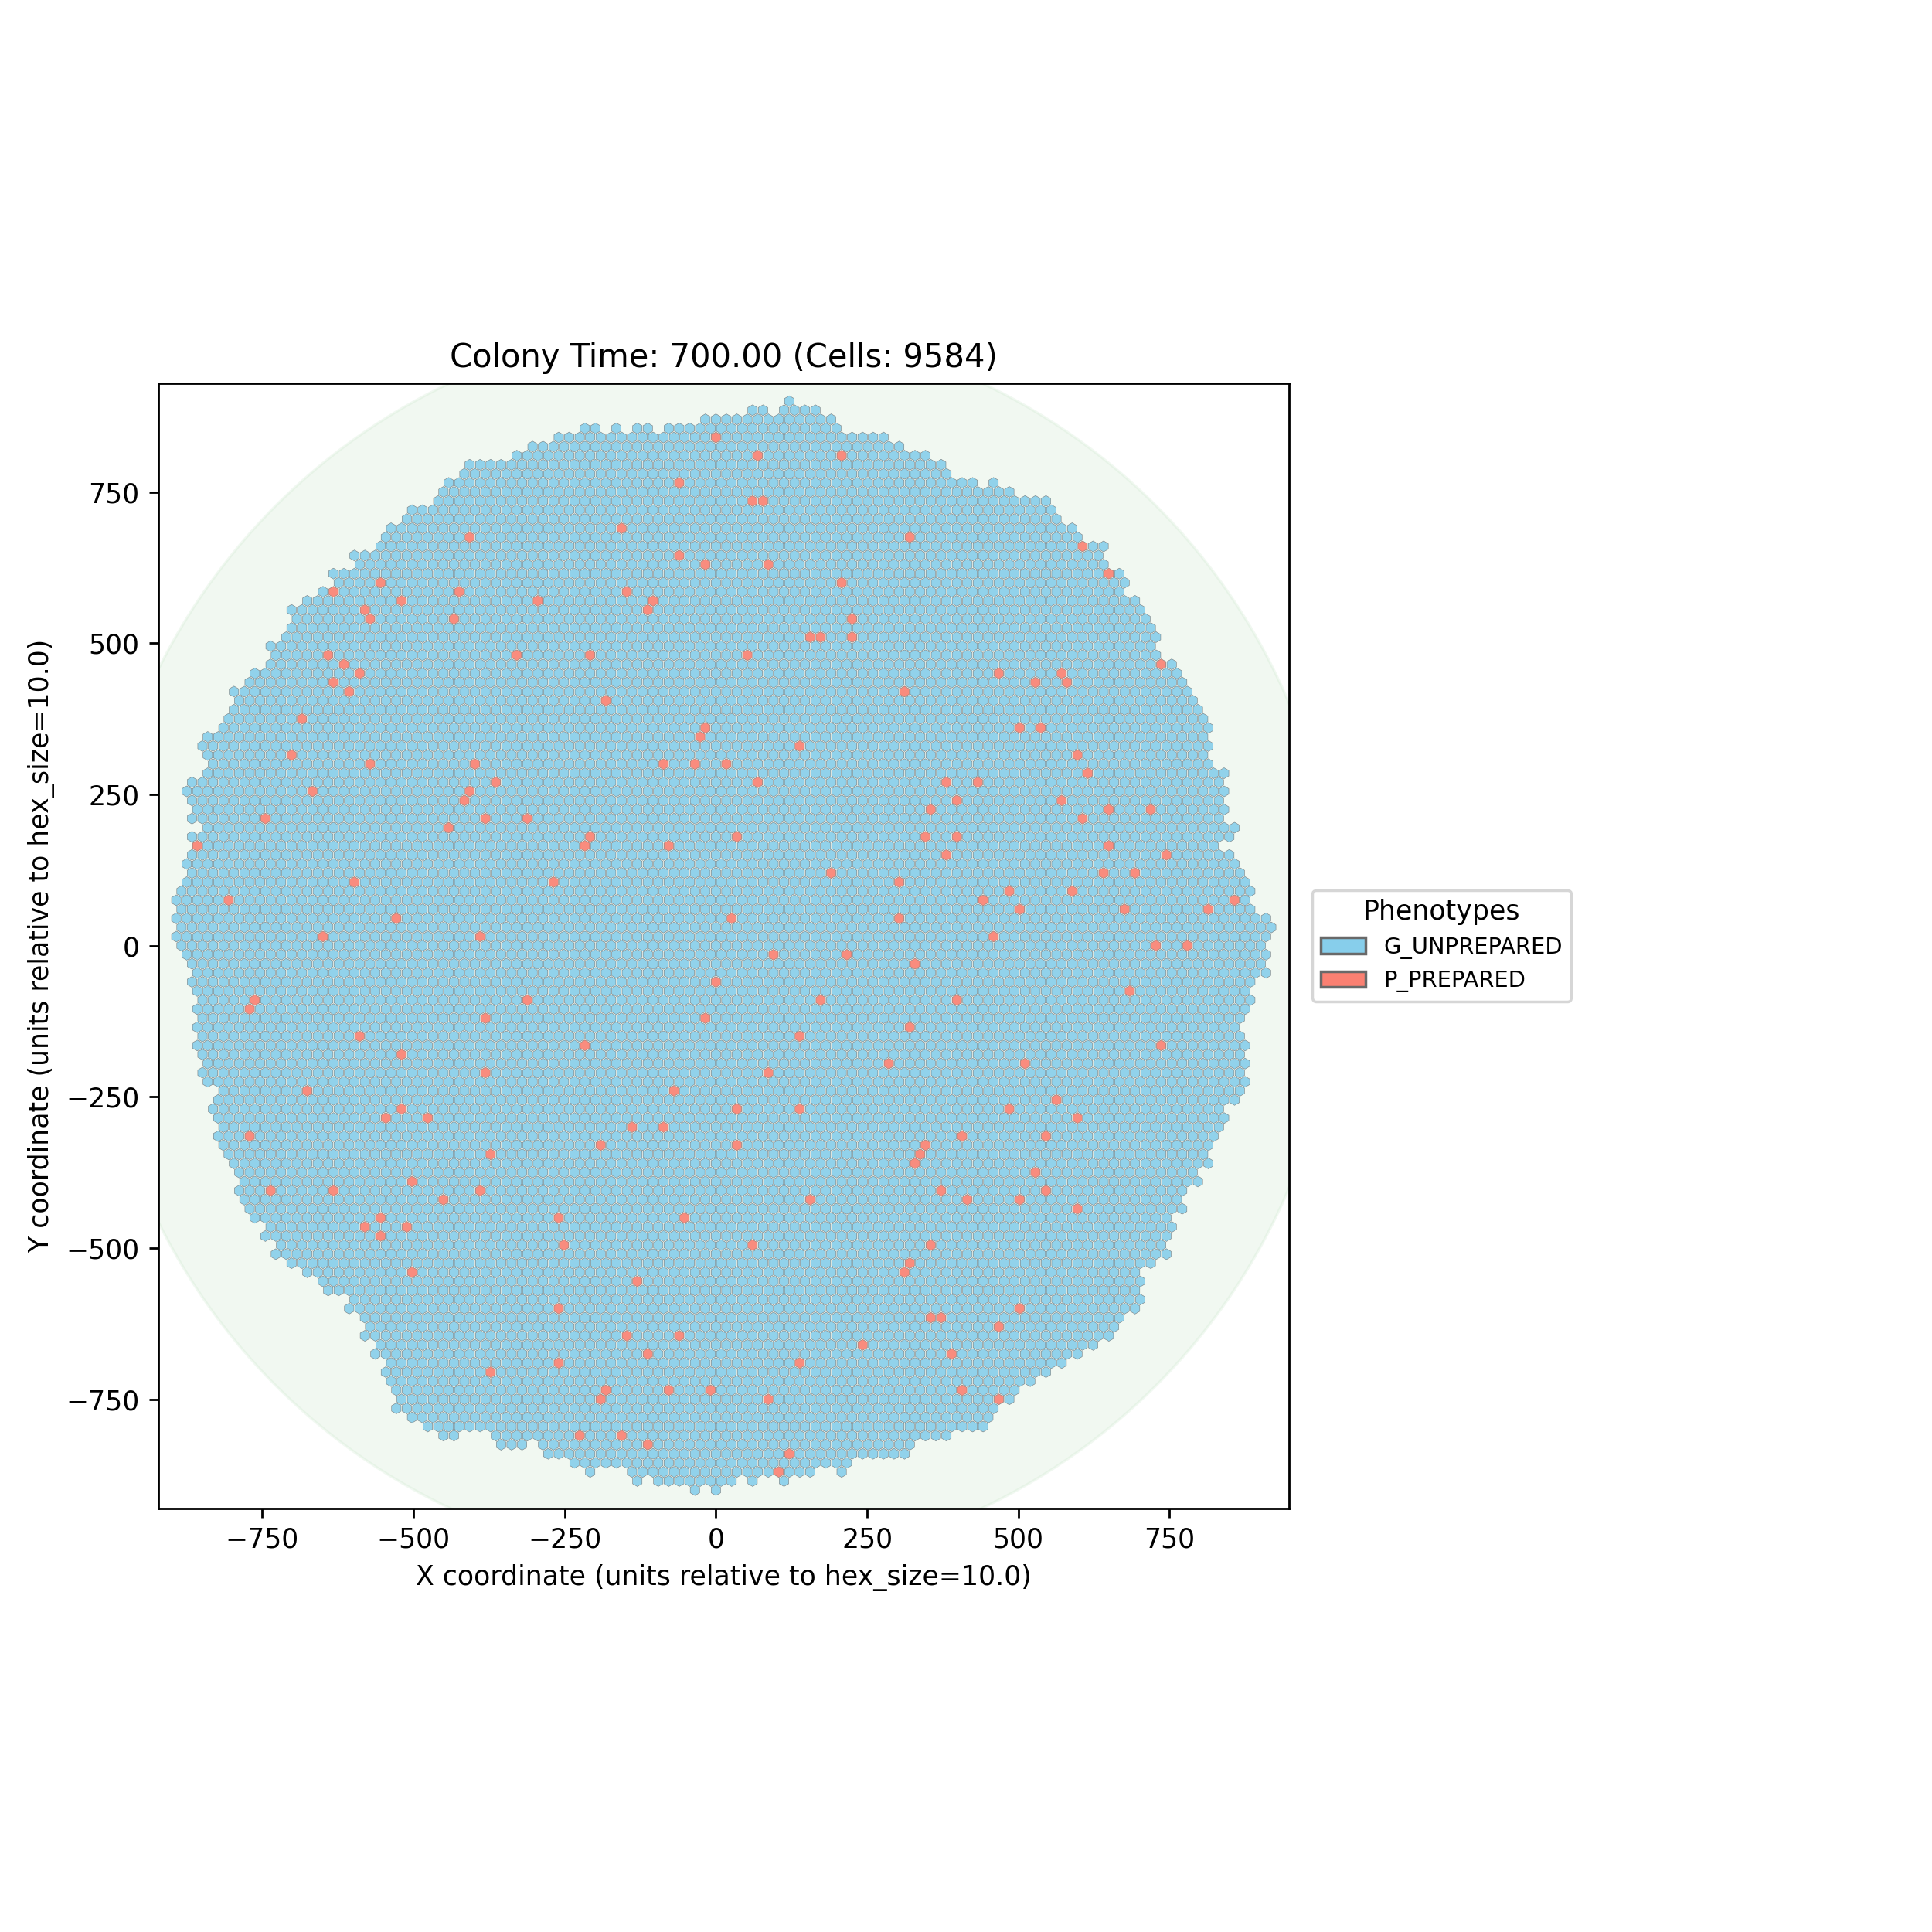 Colony Time: 700.00 (Cells: 9584)
Y coordinate (units relative to hex_size=10.0)
750
500
250
0
−250
−500
−750
−750
−500
−250
0
250
500
750
X coordinate (units relative to hex_size=10.0)
Phenotypes
G_UNPREPARED
P_PREPARED